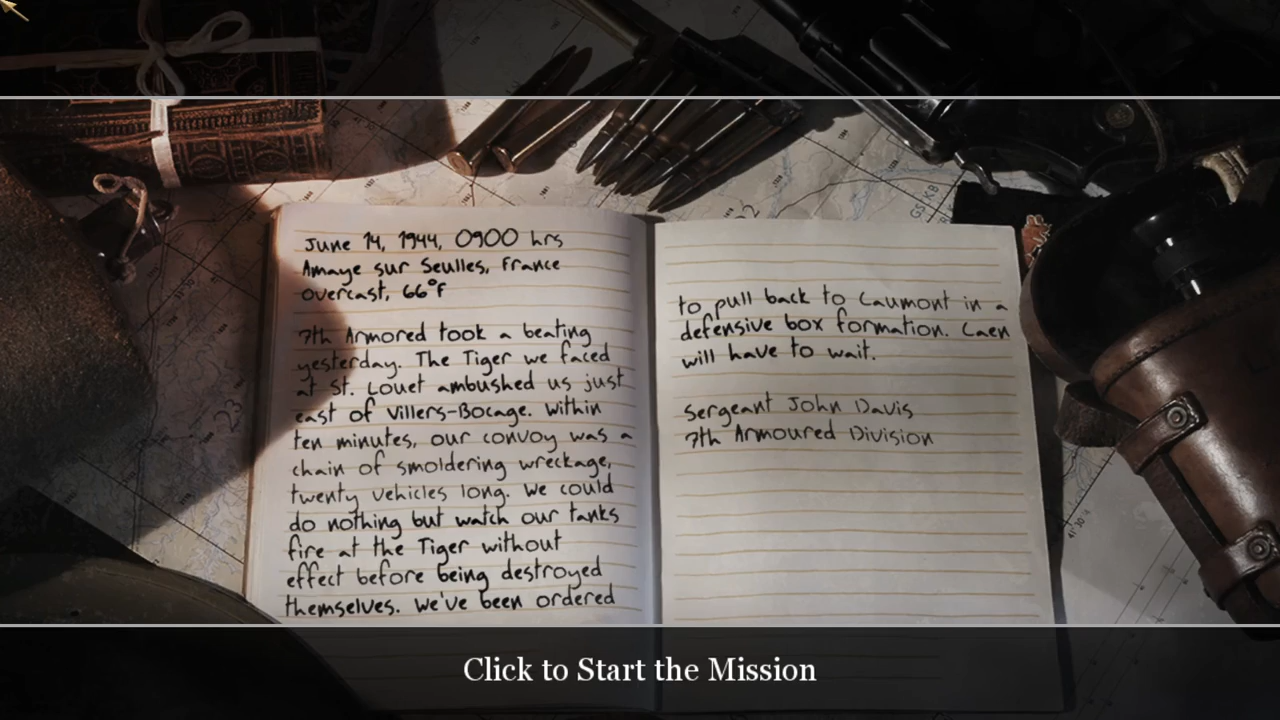 June 14, 1944, 0900 hrs
Amaye sur Seulles, France
Overcast, 66°F
7th Armored took a beating
yesterday. The Tiger we faced
at St. Louet ambushed us just
east of Villers-Bocage. Within
ten minutes, our convoy was a
chain of smoldering wreckage,
twenty vehicles long. We could
do nothing but watch our tanks
fire at the Tiger without
effect before being destroyed
themselves. We've been ordered
to pull back to Caumont in a
defensive box formation. Caen
will have to wait.
Sergeant John Davis
7th Armoured Division
GSKB
23
Click to Start the Mission